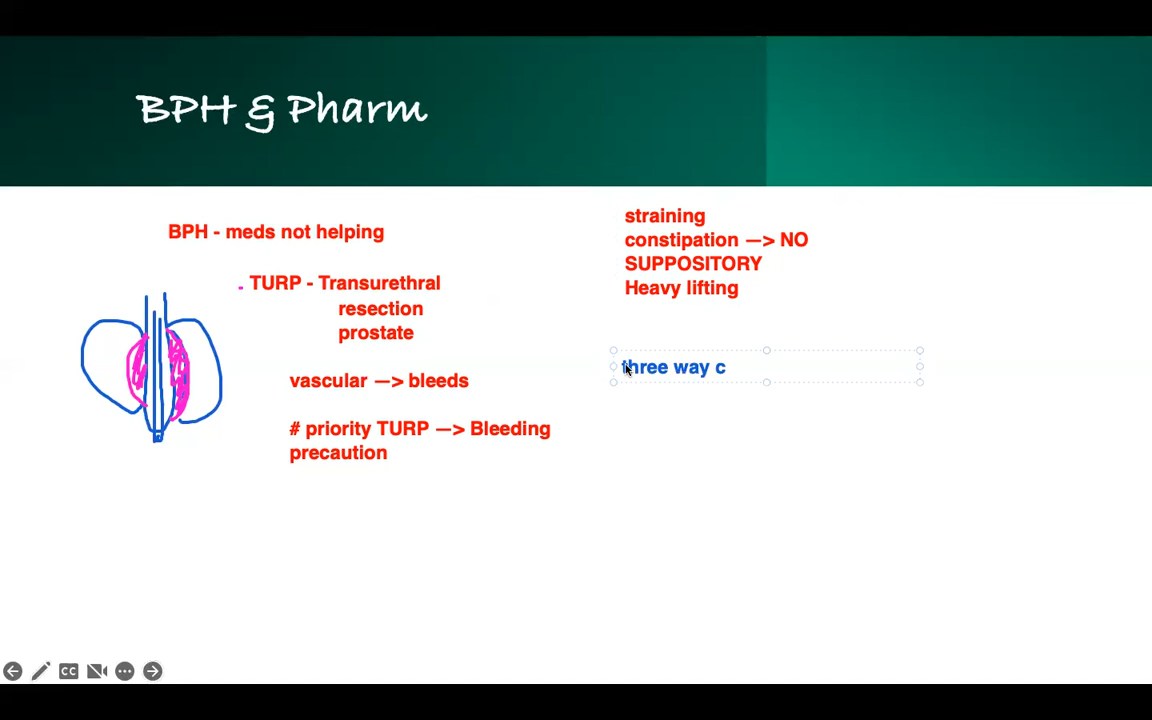 BPH & Pharm
BPH - meds not helping
. TURP - Transurethral
resection
prostate
vascular —> bleeds
# priority TURP —> Bleeding
precaution
straining
constipation —> NO
SUPPOSITORY
Heavy lifting
three way c
CC